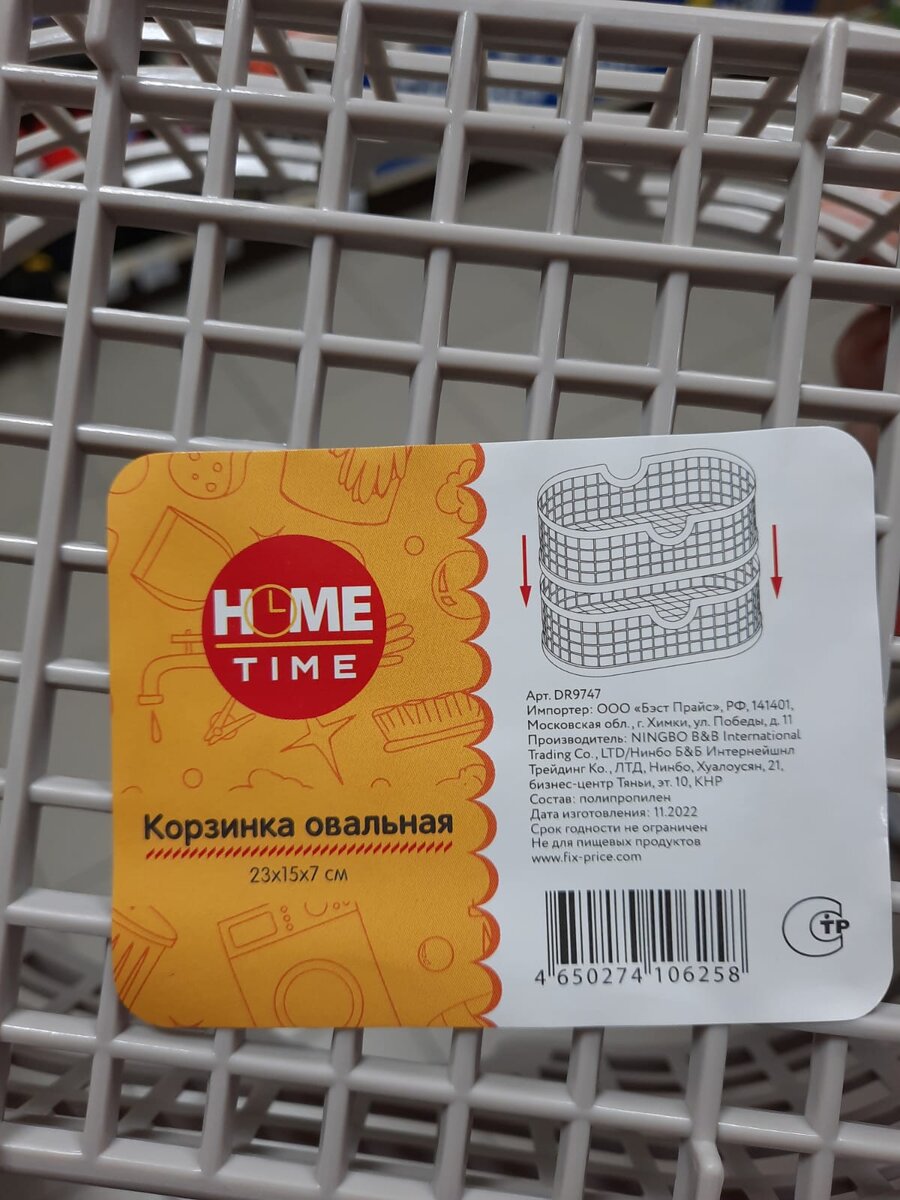 HOME
TIME
Корзинка овальная
23x15x7 см
Арт. DR9747
Импортер: ООО «Бэст Прайс», РФ, 141401,
Московская обл., г. Химки, ул. Победы, д. 11
Производитель: NINGBO B&B International
Trading Co., LTD/Нинбо Б&Б Интернейшнл
Трейдинг Ко., ЛТД, Нинбо, Хуалоусян, 21,
бизнес-центр Тяньи, эт. 10, КНР
Состав: полипропилен
Дата изготовления: 11.2022
Срок годности не ограничен
Не для пищевых продуктов
www.fix-price.com
4 650274 106258
СТР